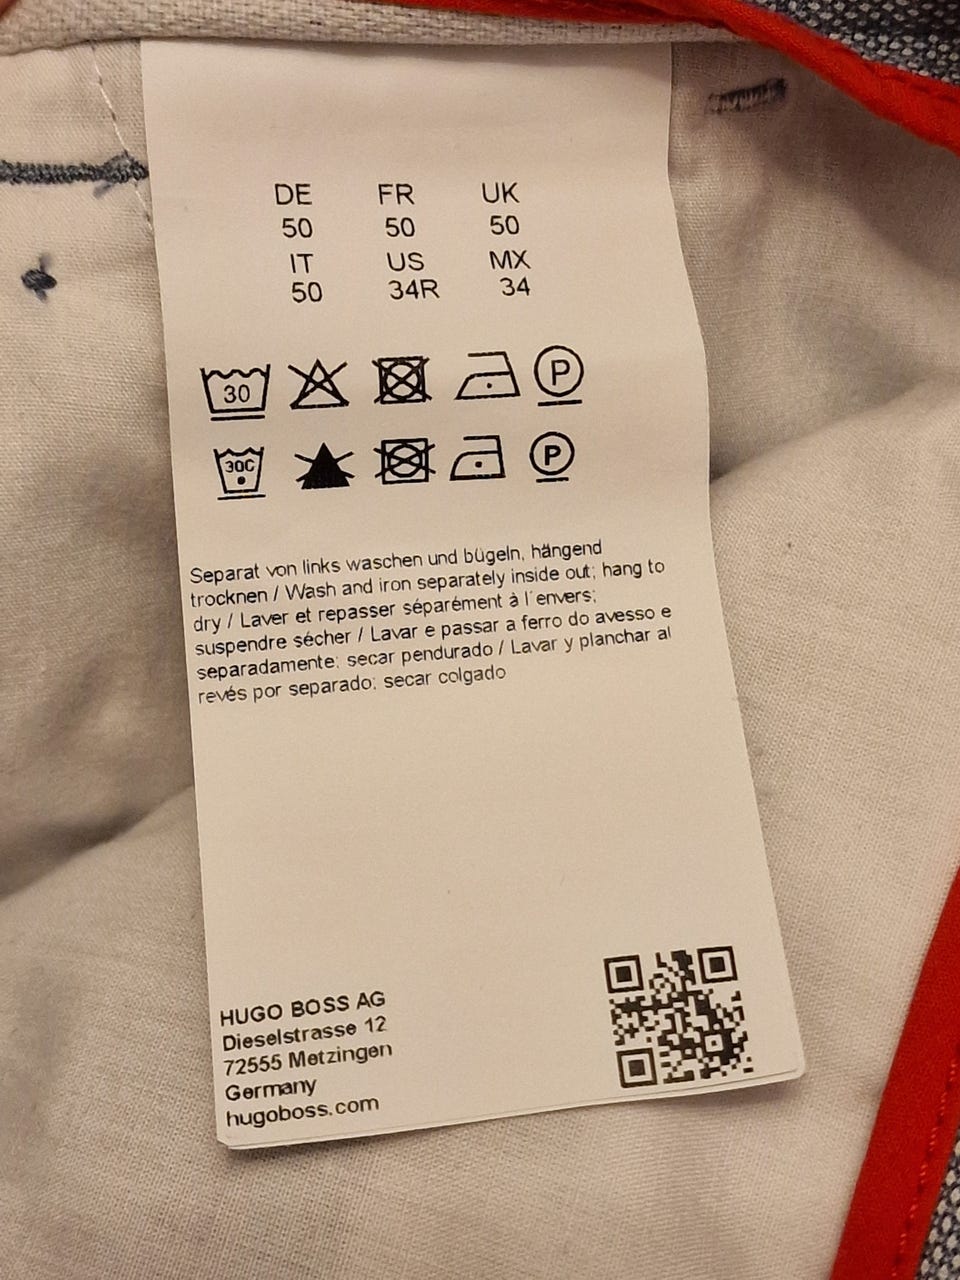 DE FR UK
50 50 50
IT US MX
50 34R 34
30 P
30C P
Separat von links waschen und bügeln, hängend
trocknen / Wash and iron separately inside out; hang to
dry / Laver et repasser séparément à l´envers;
suspendre sécher / Lavar e passar a ferro do avesso e
separadamente; secar pendurado / Lavar y planchar al
revés por separado; secar colgado
HUGO BOSS AG
Dieselstrasse 12
72555 Metzingen
Germany
hugoboss.com